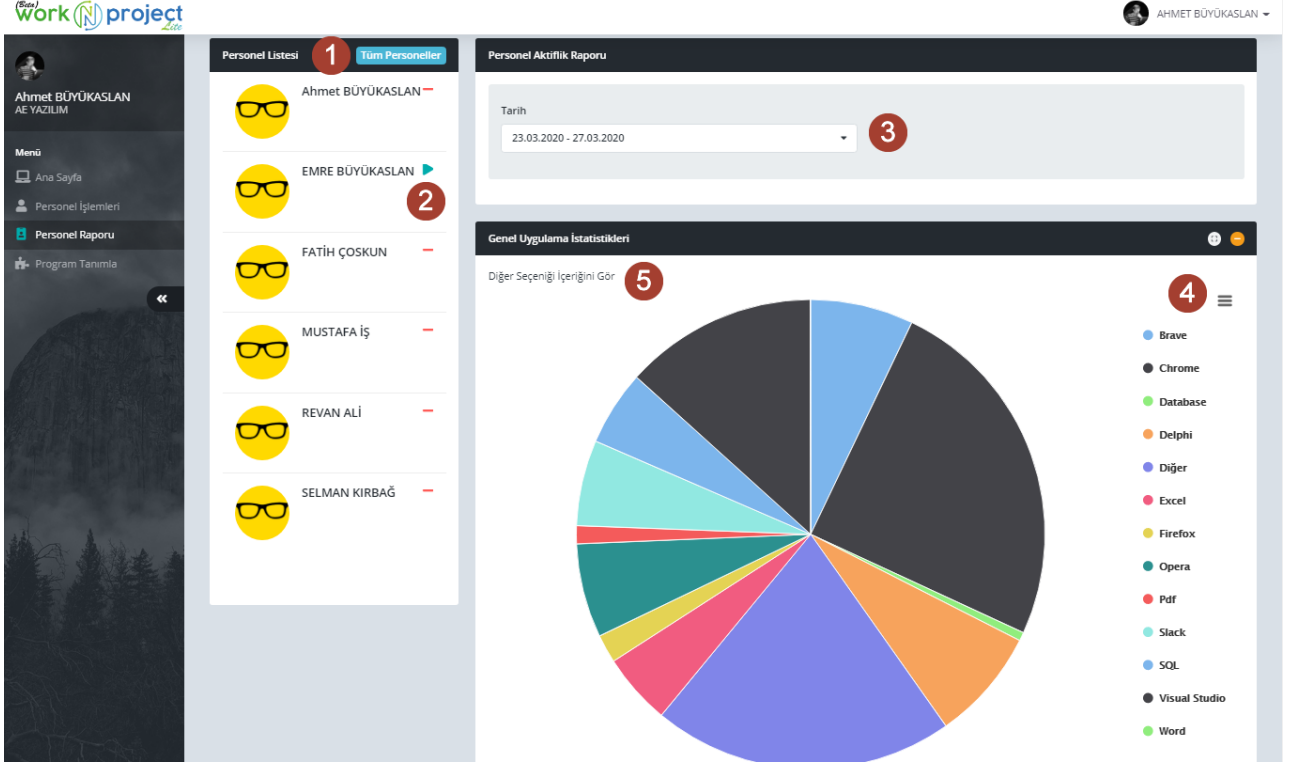 (Beta)
Work N project
Lite
AHMET BÜYÜKASLAN
Ahmet BÜYÜKASLAN
AE YAZILIM
Menü
Ana Sayfa
Personel İşlemleri
Personel Raporu
Program Tanımla
Personel Listesi
1
Tüm Personeller
Ahmet BÜYÜKASLAN
EMRE BÜYÜKASLAN
2
FATİH ÇOSKUN
MUSTAFA İŞ
REVAN ALİ
SELMAN KIRBAĞ
Personel Aktiflik Raporu
Tarih
23.03.2020 - 27.03.2020
3
Genel Uygulama İstatistikleri
Diğer Seçeniği İçeriğini Gör
5
4
Brave
Chrome
Database
Delphi
Diğer
Excel
Firefox
Opera
Pdf
Slack
SQL
Visual Studio
Word